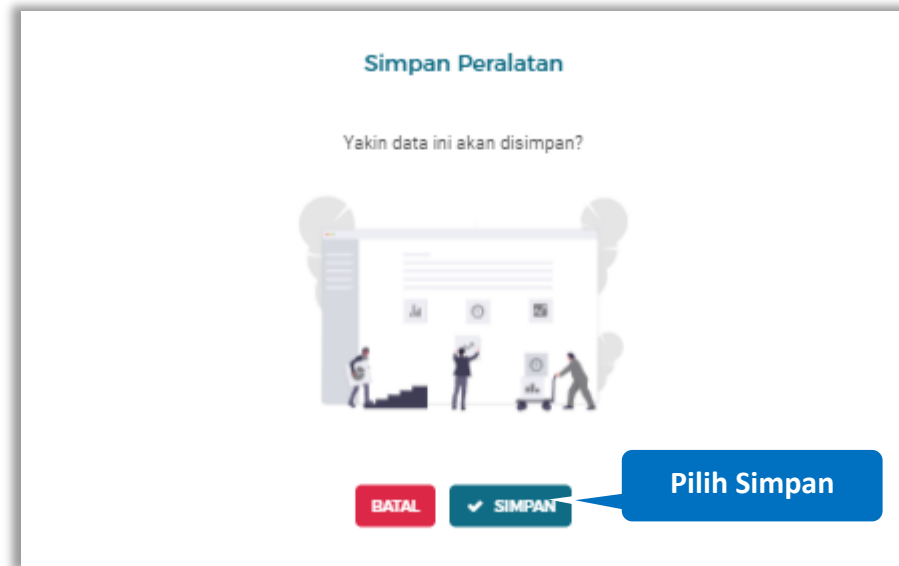 Simpan Peralatan
Yakin data ini akan disimpan?
BATAL
SIMPAN
Pilih Simpan